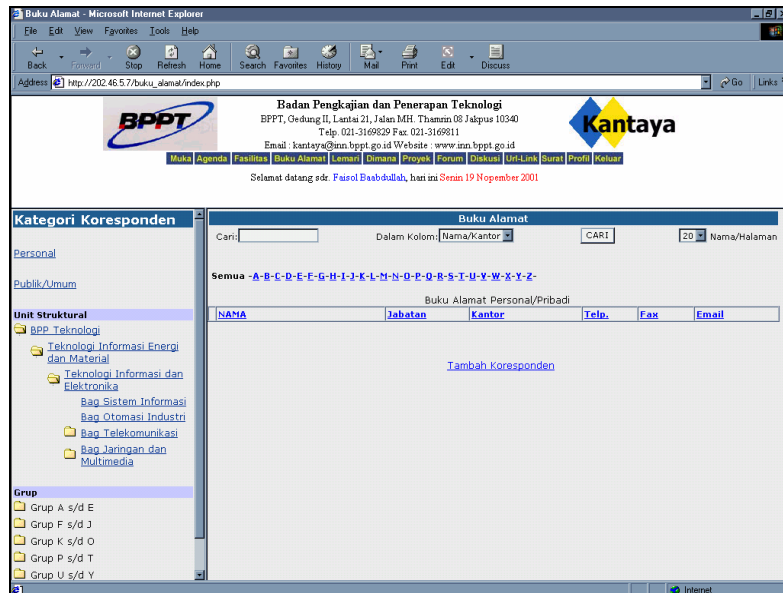 Buku Alamat - Microsoft Internet Explorer
File Edit View Favorites Tools Help
Back Forward Stop Refresh Home Search Favorites History Mail Print Edit Discuss
Address http://202.46.5.7/buku_alamat/index.php Go Links
BPPT
Badan Pengkajian dan Penerapan Teknologi
BPPT, Gedung II, Lantai 21, Jalan MH. Thamrin 08 Jakpus 10340
Telp. 021-3169829 Fax. 021-3169811
Email : kantaya@inn.bppt.go.id Website : www.inn.bppt.go.id
Kantaya
Muka Agenda Fasilitas Buku Alamat Lemari Dimana Proyek Forum Diskusi Url-Link Surat Profil Keluar
Selamat datang sdr. Faisol Baabdullah, hari ini Senin 19 Nopember 2001
Kategori Koresponden
Personal
Publik/Umum
Unit Struktural
BPP Teknologi
Teknologi Informasi Energi
dan Material
Teknologi Informasi dan
Elektronika
Bag Sistem Informasi
Bag Otomasi Industri
Bag Telekomunikasi
Bag Jaringan dan
Multimedia
Grup
Grup A s/d E
Grup F s/d J
Grup K s/d O
Grup P s/d T
Grup U s/d Y
Buku Alamat
Cari: Dalam Kolom: Nama/Kantor CARI 20 Nama/Halaman
Semua -A-B-C-D-E-F-G-H-I-J-K-L-M-N-O-P-Q-R-S-T-U-V-W-X-Y-Z-
Buku Alamat Personal/Pribadi
NAMA Jabatan Kantor Telp. Fax Email
Tambah Koresponden
Internet